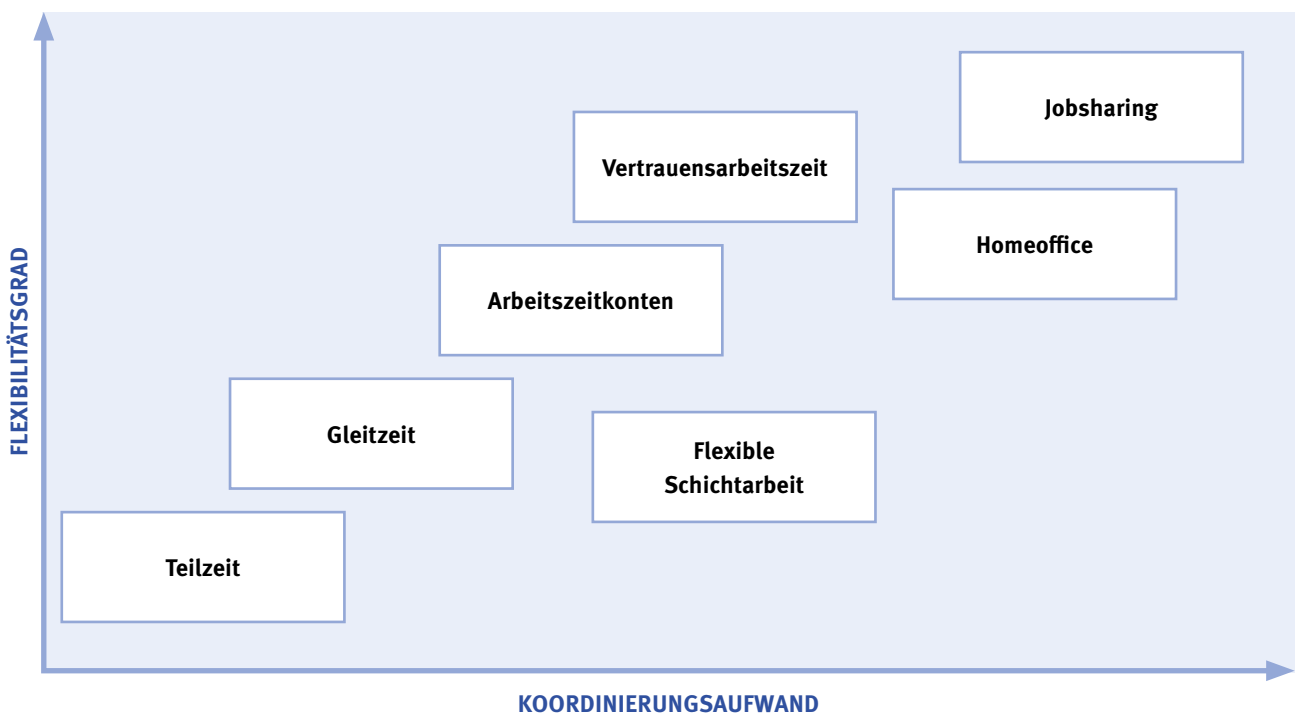 Jobsharing
Vertrauensarbeitszeit
Homeoffice
Arbeitszeitkonten
Gleitzeit
Flexible
Schichtarbeit
Teilzeit
FLEXIBILITÄTSGRAD
KOORDINIERUNGSAUFWAND